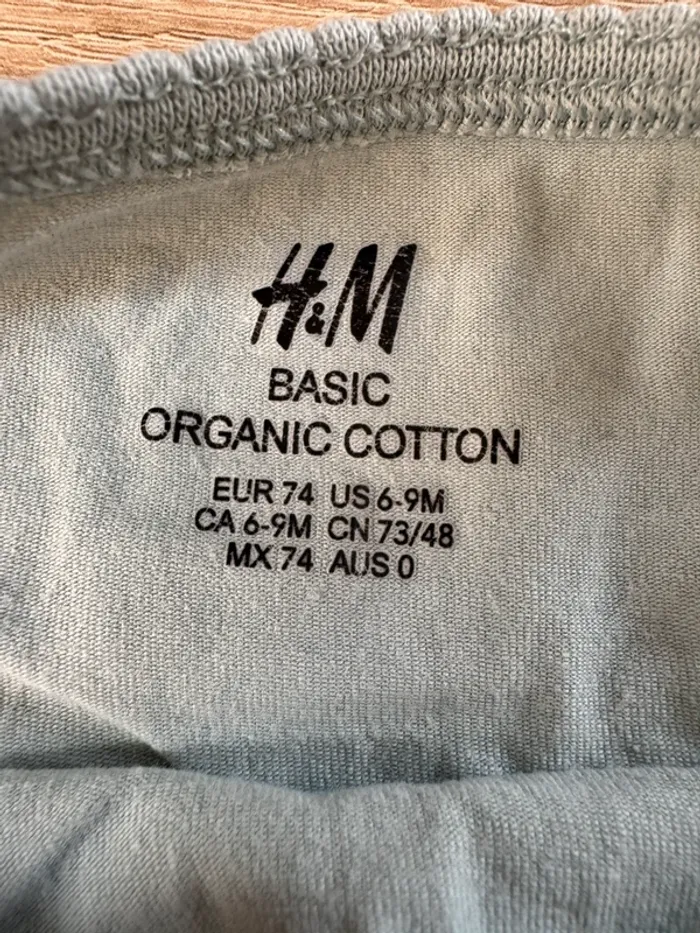 H&M
BASIC
ORGANIC COTTON
EUR 74 US 6-9M
CA 6-9M CN 73/48
MX 74 AUS 0